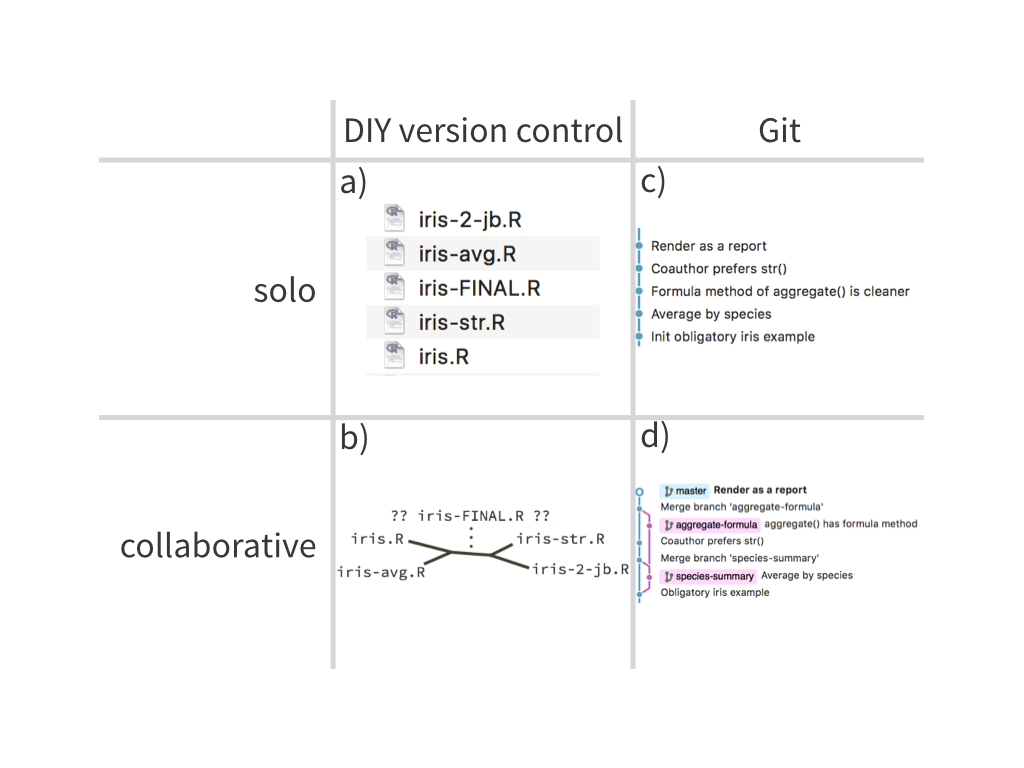 DIY version control
Git
solo
a)
iris-2-jb.R
iris-avg.R
iris-FINAL.R
iris-str.R
iris.R
c)
Render as a report
Coauthor prefers str()
Formula method of aggregate() is cleaner
Average by species
Init obligatory iris example
collaborative
b)
?? iris-FINAL.R ??
iris.R
iris-str.R
iris-avg.R
iris-2-jb.R
d)
master Render as a report
Merge branch 'aggregate-formula'
aggregate-formula aggregate() has formula method
Coauthor prefers str()
Merge branch 'species-summary'
species-summary Average by species
Obligatory iris example